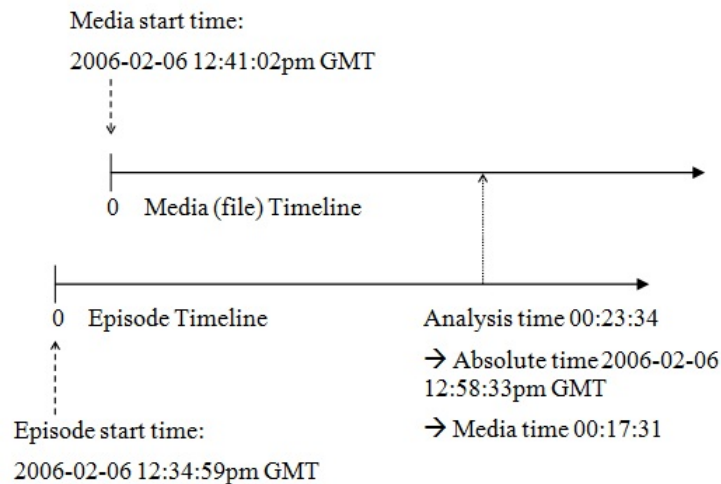 Media start time:
2006-02-06 12:41:02pm GMT
0 Media (file) Timeline
0 Episode Timeline
Analysis time 00:23:34
→ Absolute time 2006-02-06
12:58:33pm GMT
→ Media time 00:17:31
Episode start time:
2006-02-06 12:34:59pm GMT